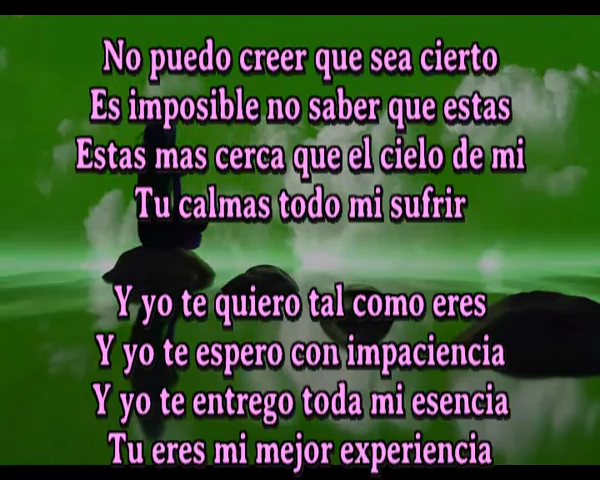 No puedo creer que sea cierto
Es imposible no saber que estas
Estas mas cerca que el cielo de mi
Tu calmas todo mi sufrir
Y yo te quiero tal como eres
Y yo te espero con impaciencia
Y yo te entrego toda mi esencia
Tu eres mi mejor experiencia